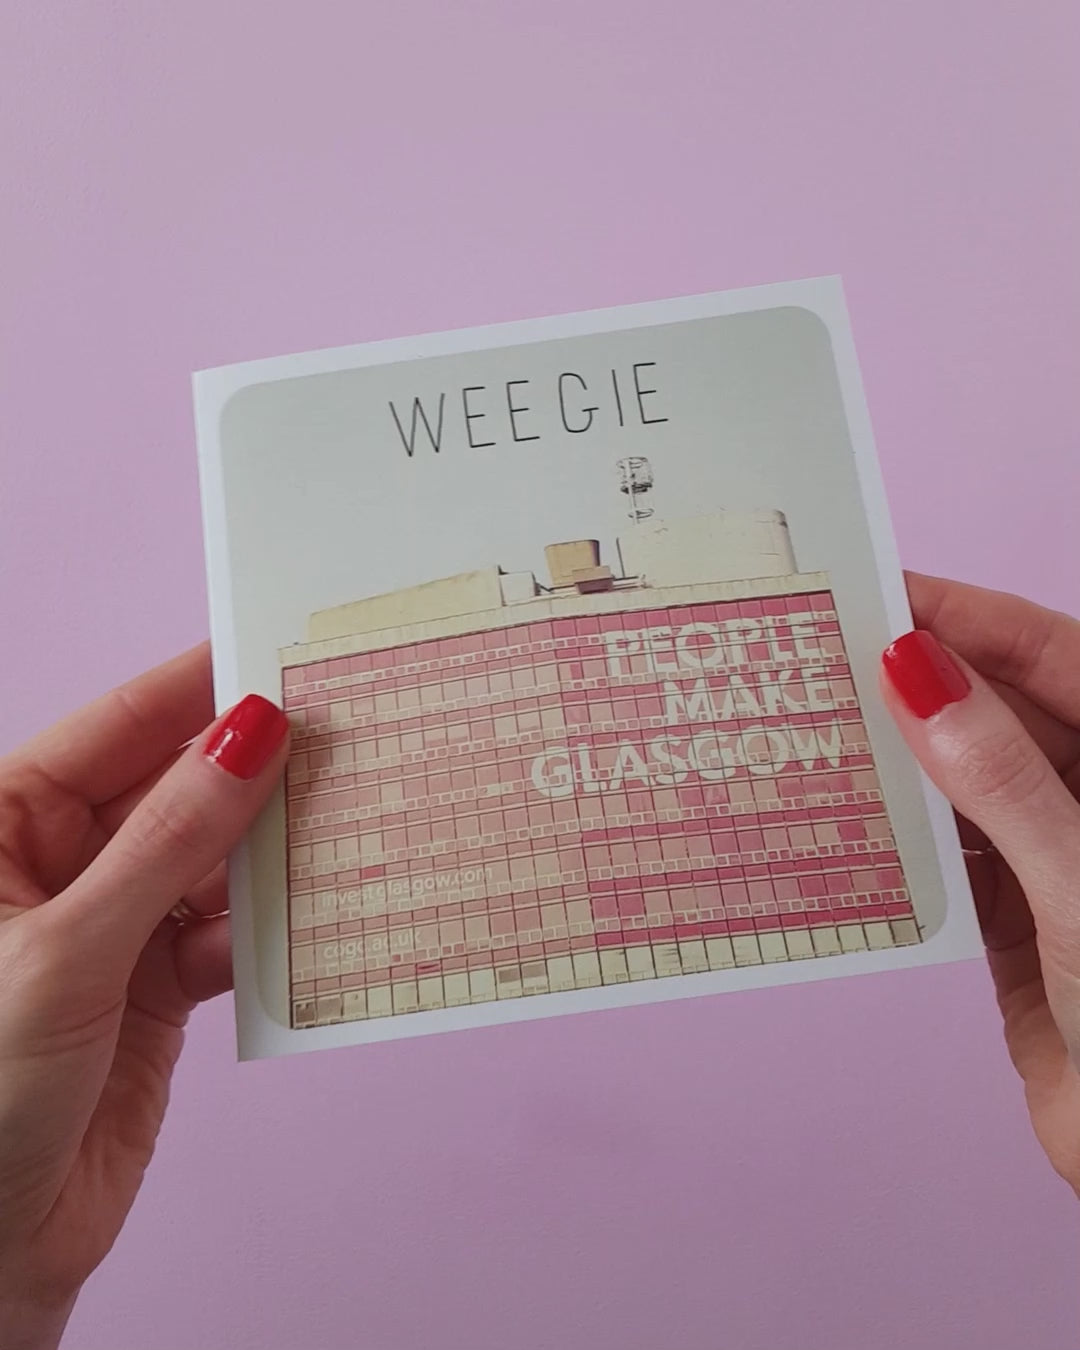 WEEGIE
PEOPLE
MAKE
GLASGOW
investglasgow.com
cogc.ac.uk